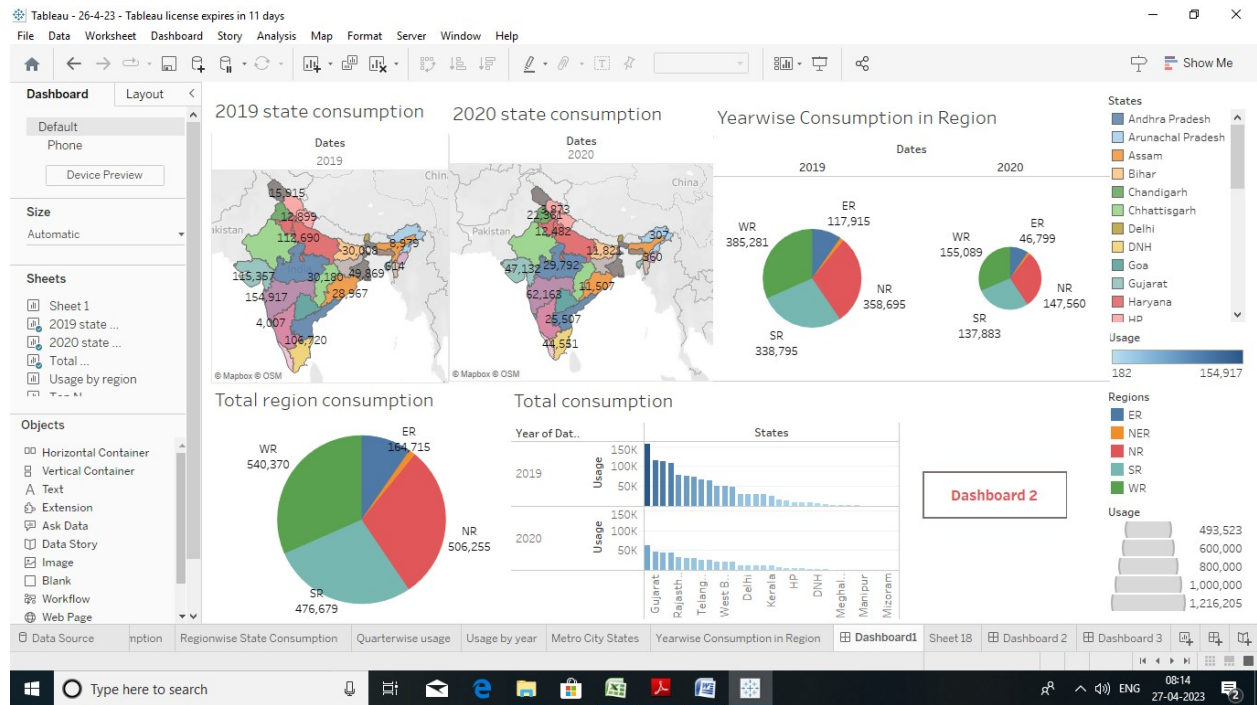 Tableau - 26-4-23 - Tableau license expires in 11 days
File Data Worksheet Dashboard Story Analysis Map Format Server Window Help
Show Me
Dashboard Layout
Default
Phone
Device Preview
Size
Automatic
Sheets
Sheet 1
2019 state ...
2020 state ...
Total ...
Usage by region
Objects
Horizontal Container
Vertical Container
Text
Extension
Ask Data
Data Story
Image
Blank
Workflow
Web Page
2019 state consumption
Dates
2019
China
Pakistan
15,915
12,899
112,690
30,008
8,979
115,357
30,180
49,869
614
154,917
28,967
4,007
106,720
© Mapbox © OSM
2020 state consumption
Dates
2020
China
Pakistan
3,873
22,361
12,482
307
11,821
360
47,132
29,792
11,507
62,163
25,507
44,551
© Mapbox © OSM
Yearwise Consumption in Region
Dates
2019 2020
ER
117,915
WR
385,281
NR
358,695
SR
338,795
ER
46,799
WR
155,089
NR
147,560
SR
137,883
Total region consumption
ER
164,715
WR
540,370
NR
506,255
SR
476,679
Total consumption
Year of Dat..
States
2019
Usage
150K
100K
50K
2020
Usage
150K
100K
50K
Gujarat
Rajasth..
Telang..
West B..
Delhi
Kerala
HP
DNH
Meghal..
Manipur
Mizoram
Dashboard 2
States
Andhra Pradesh
Arunachal Pradesh
Assam
Bihar
Chandigarh
Chhattisgarh
Delhi
DNH
Goa
Gujarat
Haryana
HP
Usage
182 154,917
Regions
ER
NER
NR
SR
WR
Usage
493,523
600,000
800,000
1,000,000
1,216,205
Data Source mption Regionwise State Consumption Quarterwise usage Usage by year Metro City States Yearwise Consumption in Region Dashboard1 Sheet 18 Dashboard 2 Dashboard 3
Type here to search
ENG
08:14
27-04-2023
2